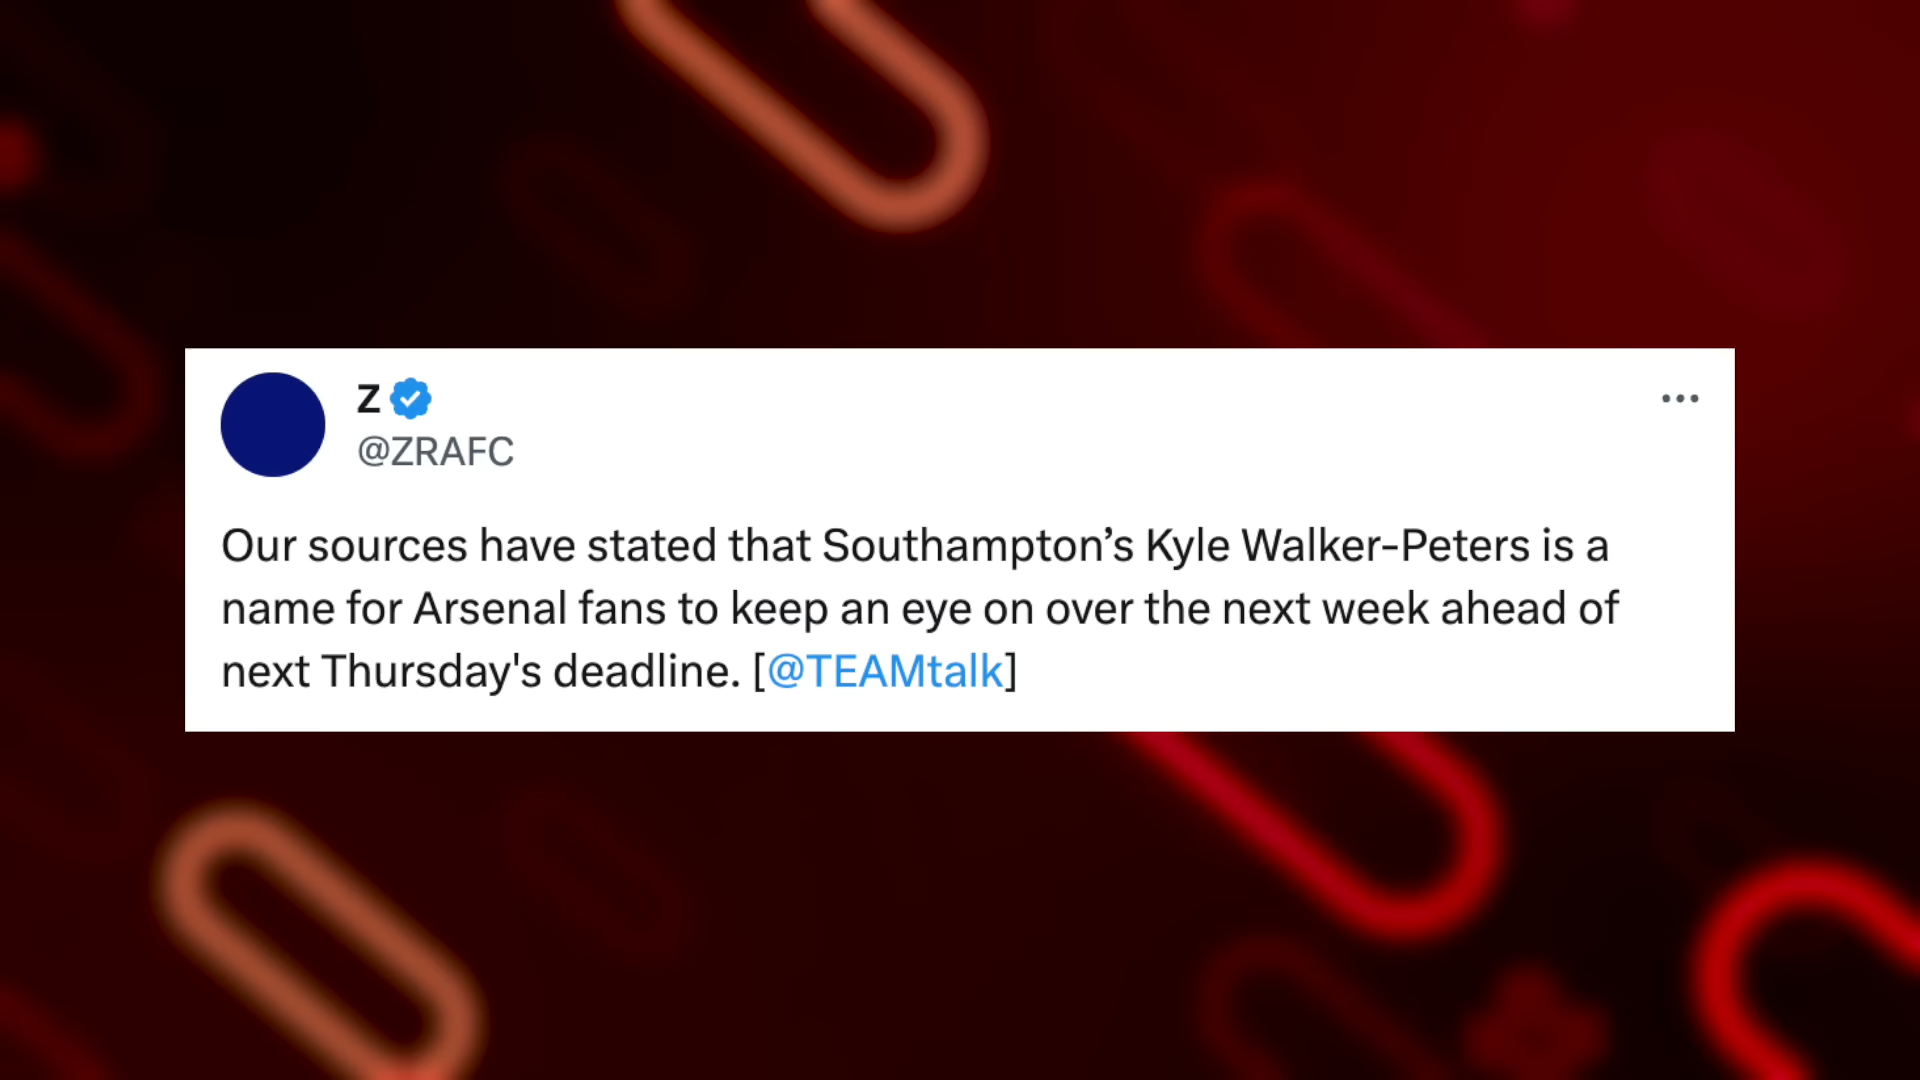 Z
@ZRAFC
Our sources have stated that Southampton’s Kyle Walker-Peters is a
name for Arsenal fans to keep an eye on over the next week ahead of
next Thursday's deadline. [@TEAMtalk]